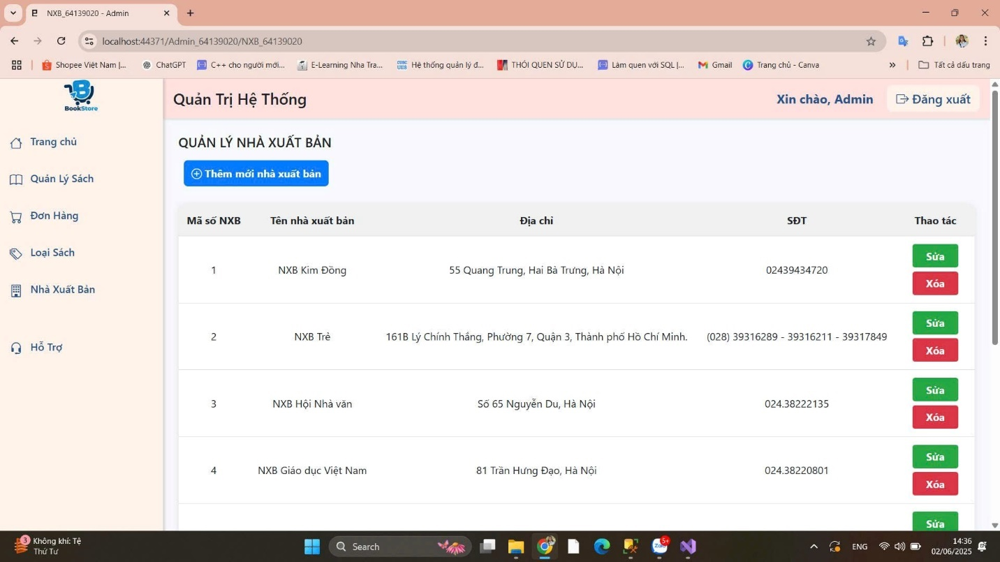 NXB_64139020 - Admin
localhost:44371/Admin_64139020/NXB_64139020
Shopee Việt Nam |...
ChatGPT
C++ cho người mới...
E-Learning Nha Tra...
Hệ thống quản lý đ...
THÓI QUEN SỬ DỤ...
Làm quen với SQL |...
Gmail
Trang chủ - Canva
Tất cả dấu trang
BookStore
Quản Trị Hệ Thống
Xin chào, Admin
Đăng xuất
Trang chủ
Quản Lý Sách
Đơn Hàng
Loại Sách
Nhà Xuất Bản
Hỗ Trợ
QUẢN LÝ NHÀ XUẤT BẢN
Thêm mới nhà xuất bản
Mã số NXB Tên nhà xuất bản Địa chỉ SĐT Thao tác
1 NXB Kim Đồng 55 Quang Trung, Hai Bà Trưng, Hà Nội 02439434720 Sửa
Xóa
2 NXB Trẻ 161B Lý Chính Thắng, Phường 7, Quận 3, Thành phố Hồ Chí Minh. (028) 39316289 - 39316211 - 39317849 Sửa
Xóa
3 NXB Hội Nhà văn Số 65 Nguyễn Du, Hà Nội 024.38222135 Sửa
Xóa
4 NXB Giáo dục Việt Nam 81 Trần Hưng Đạo, Hà Nội 024.38220801 Sửa
Xóa
Sửa
3
Không khí: Tệ
Thứ Tư
Search
Zalo
5+
ENG
14:36
02/06/2025